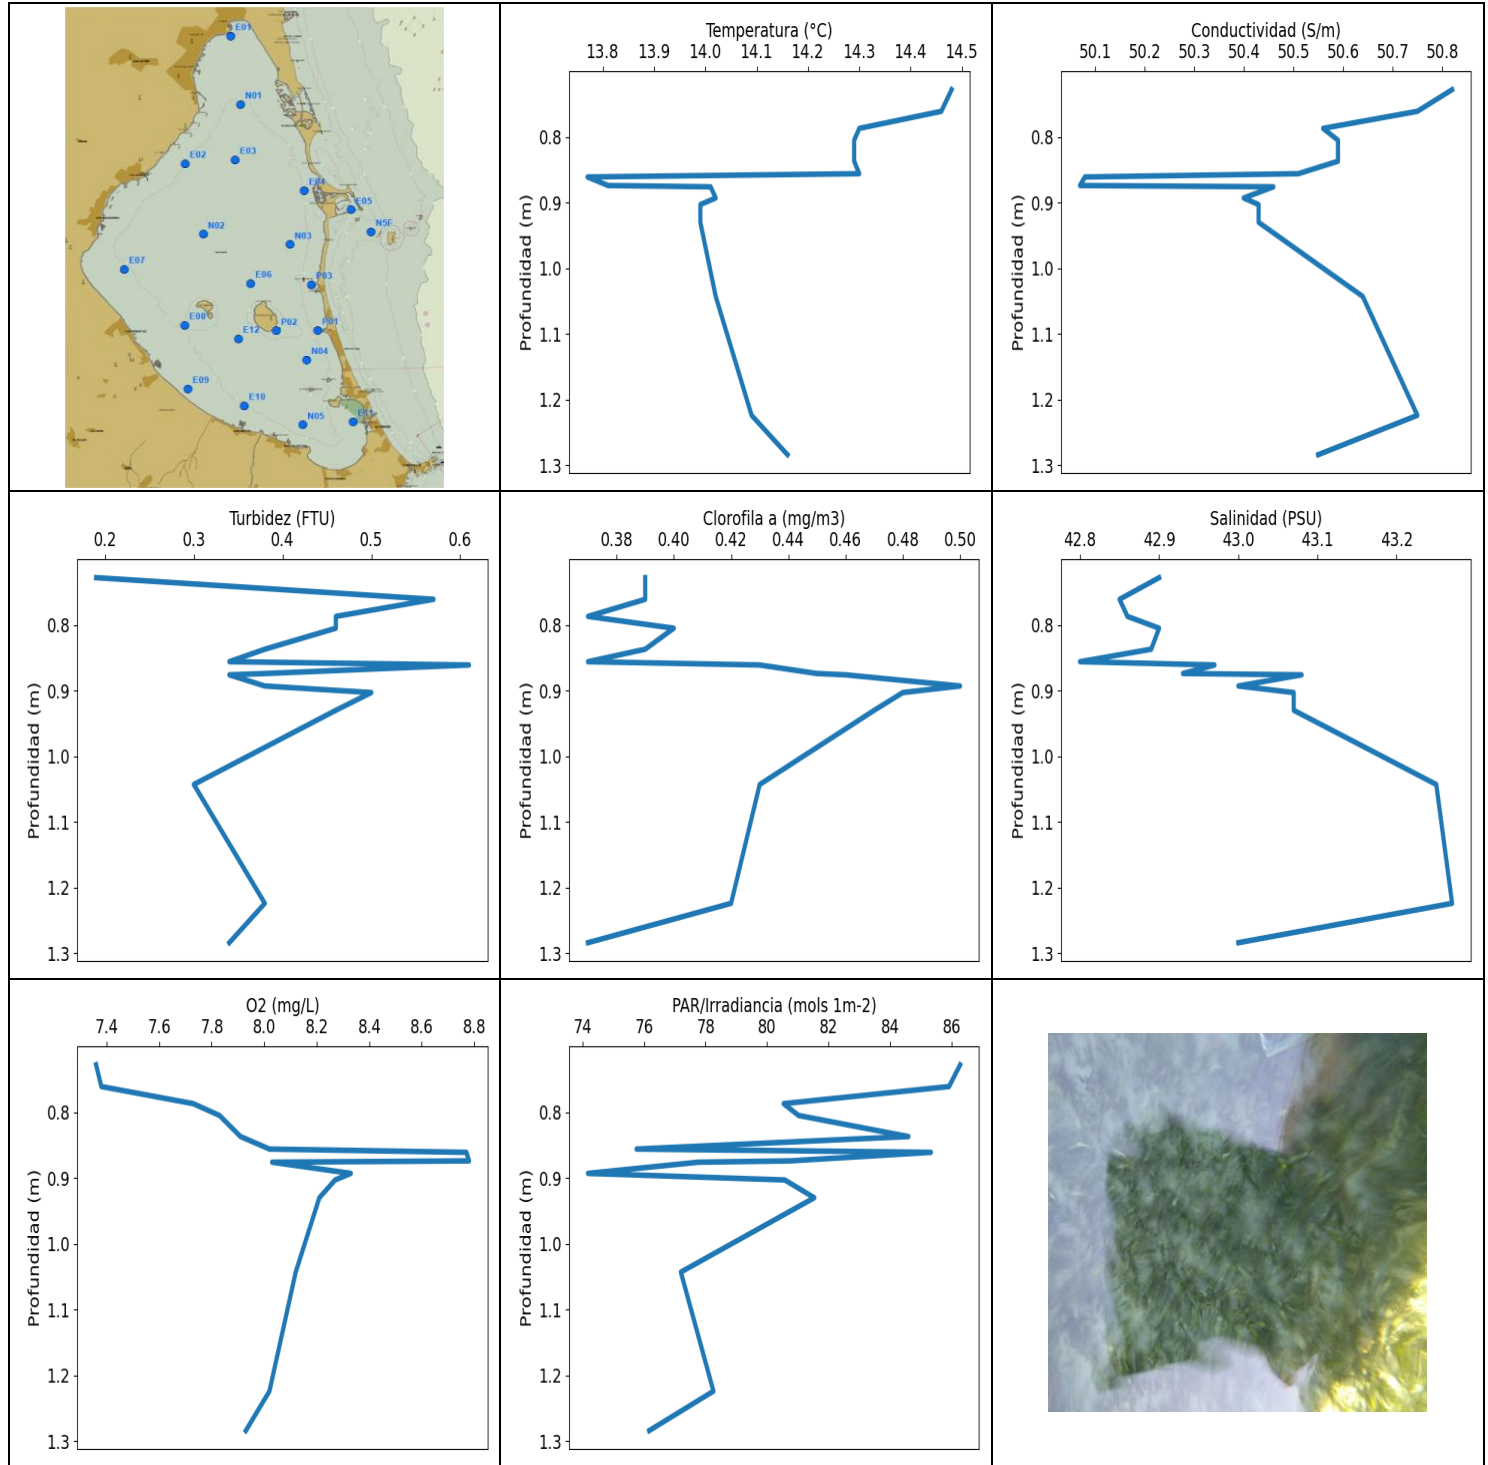 E01
N01
E02
E03
E04
E05
N5F
N02
N03
E07
E06
P03
E08
P02
P01
E12
N04
E09
E10
N05
E11
Temperatura (°C)
13.8 13.9 14.0 14.1 14.2 14.3 14.4 14.5
Profundidad (m)
0.8
0.9
1.0
1.1
1.2
1.3
Conductividad (S/m)
50.1 50.2 50.3 50.4 50.5 50.6 50.7 50.8
Profundidad (m)
0.8
0.9
1.0
1.1
1.2
1.3
Turbidez (FTU)
0.2 0.3 0.4 0.5 0.6
Profundidad (m)
0.8
0.9
1.0
1.1
1.2
1.3
Clorofila a (mg/m3)
0.38 0.40 0.42 0.44 0.46 0.48 0.50
Profundidad (m)
0.8
0.9
1.0
1.1
1.2
1.3
Salinidad (PSU)
42.8 42.9 43.0 43.1 43.2
Profundidad (m)
0.8
0.9
1.0
1.1
1.2
1.3
O2 (mg/L)
7.4 7.6 7.8 8.0 8.2 8.4 8.6 8.8
Profundidad (m)
0.8
0.9
1.0
1.1
1.2
1.3
PAR/Irradiancia (mols 1m-2)
74 76 78 80 82 84 86
Profundidad (m)
0.8
0.9
1.0
1.1
1.2
1.3